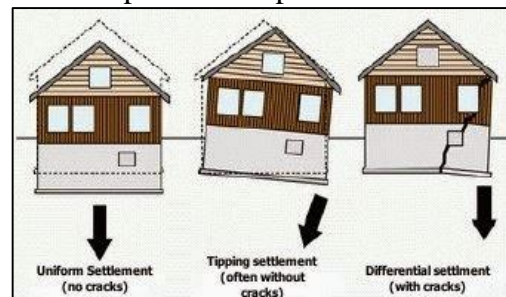 Uniform Settlement
(no cracks)
Tipping settlement
(often without
cracks)
Differential settlment
(with cracks)